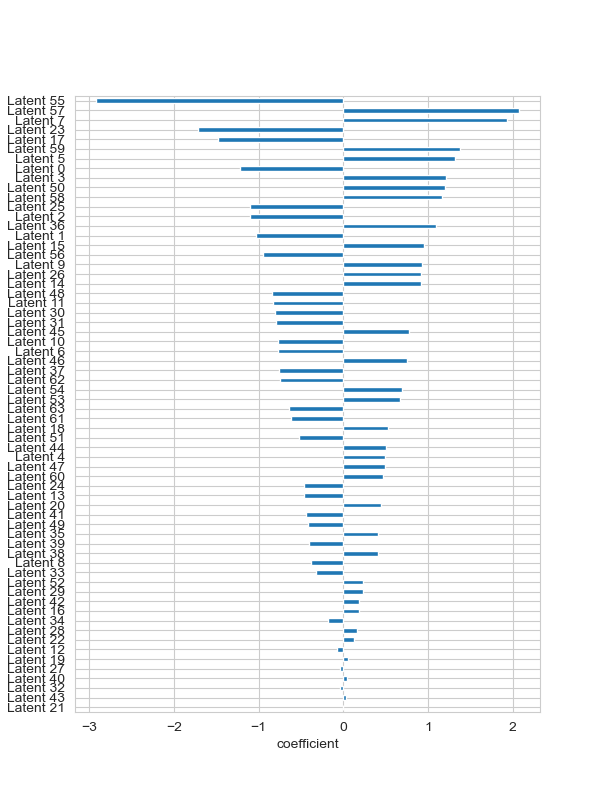 Latent 55
Latent 57
Latent 7
Latent 23
Latent 17
Latent 59
Latent 5
Latent 0
Latent 3
Latent 50
Latent 58
Latent 25
Latent 2
Latent 36
Latent 1
Latent 15
Latent 56
Latent 9
Latent 26
Latent 14
Latent 48
Latent 11
Latent 30
Latent 31
Latent 45
Latent 10
Latent 6
Latent 46
Latent 37
Latent 62
Latent 54
Latent 53
Latent 63
Latent 61
Latent 18
Latent 51
Latent 44
Latent 4
Latent 47
Latent 60
Latent 24
Latent 13
Latent 20
Latent 41
Latent 49
Latent 35
Latent 39
Latent 38
Latent 8
Latent 33
Latent 52
Latent 29
Latent 42
Latent 16
Latent 34
Latent 28
Latent 22
Latent 12
Latent 19
Latent 27
Latent 40
Latent 32
Latent 43
Latent 21
−3 −2 −1 0 1 2
coefficient